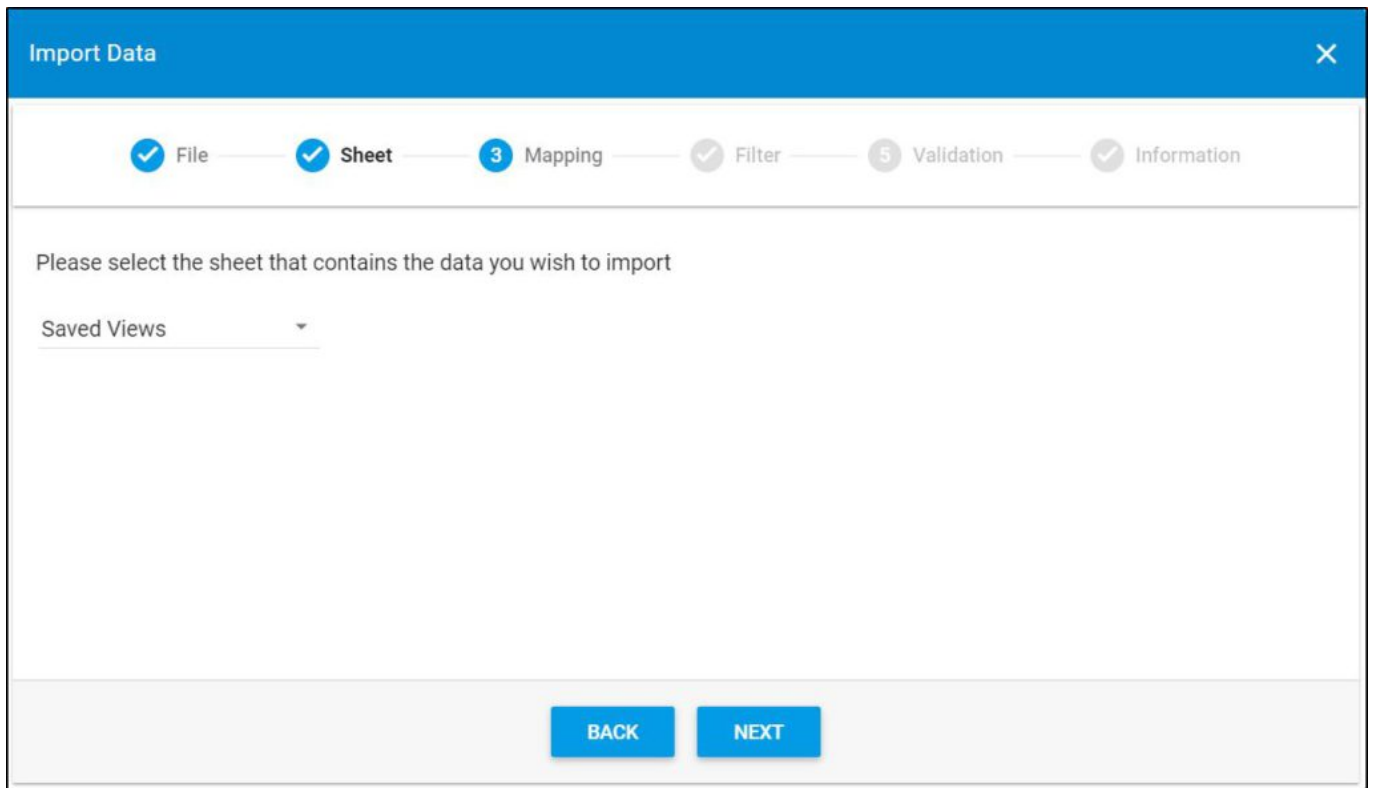 Import Data
File Sheet 3 Mapping Filter 5 Validation Information
Please select the sheet that contains the data you wish to import
Saved Views
BACK NEXT